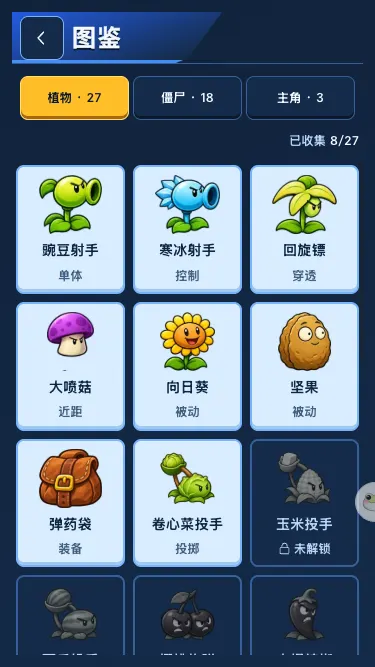 图鉴
植物 · 27
僵尸 · 18
主角 · 3
已收集 8/27
豌豆射手
寒冰射手
回旋镖
单体
控制
穿透
大喷菇
向日葵
坚果
近距
被动
被动
弹药袋
卷心菜投手
玉米投手
装备
投掷
未解锁